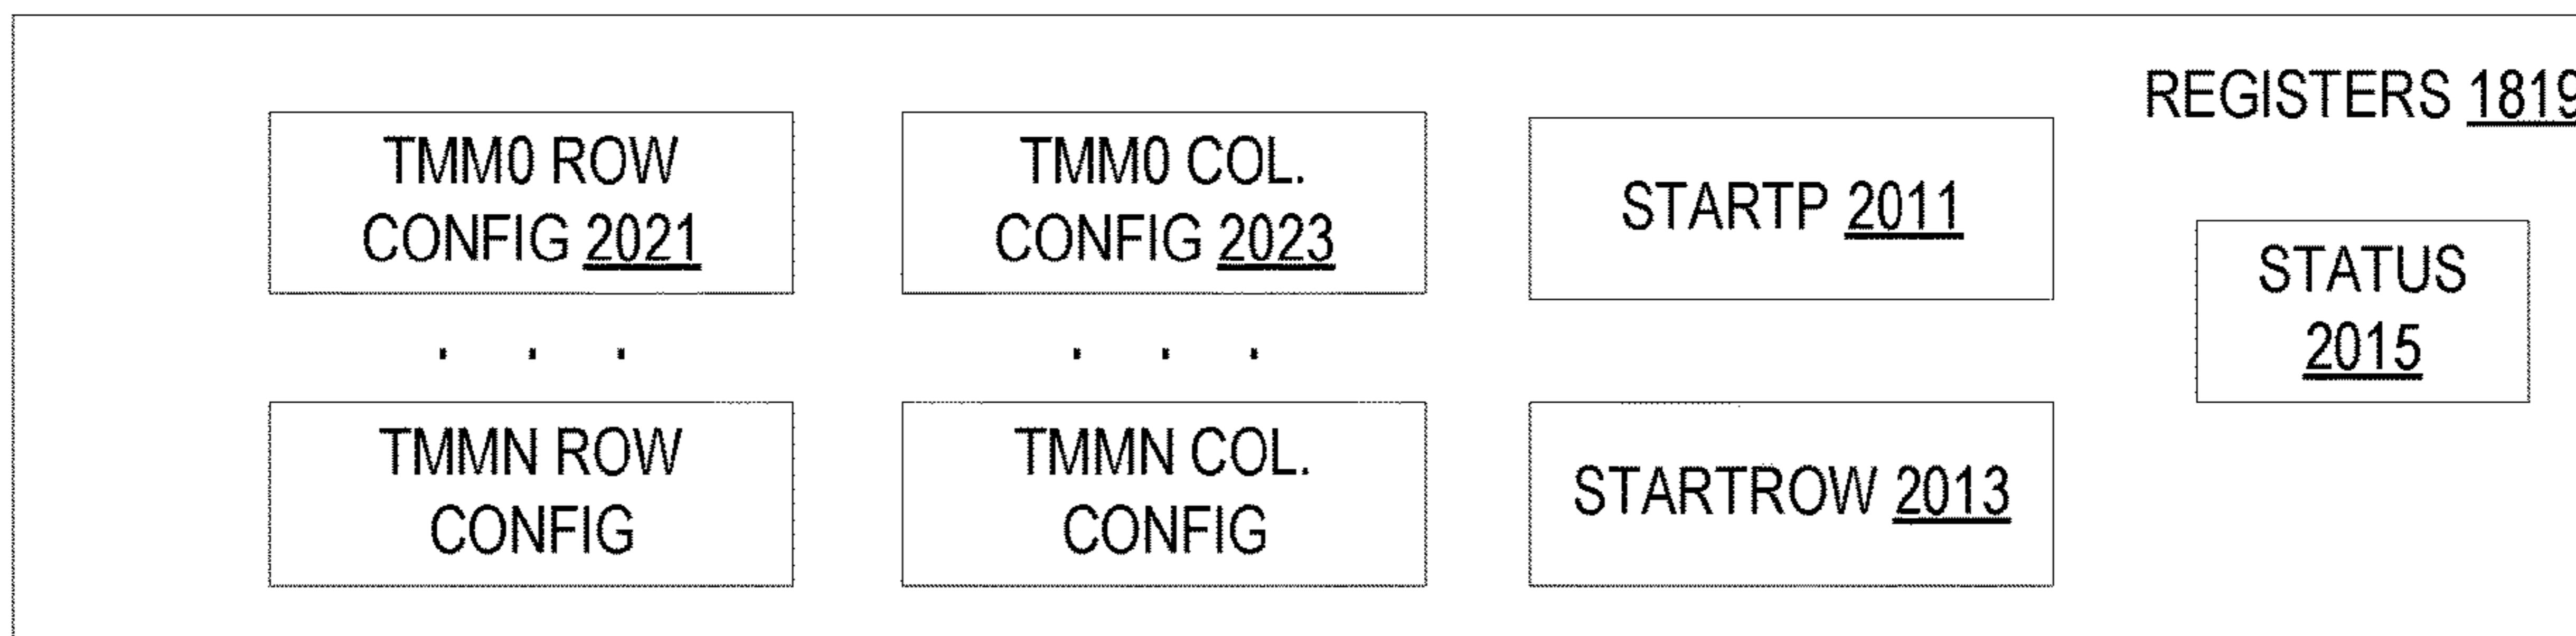 REGISTERS 1819
TMM0 ROW
CONFIG 2021
TMM0 COL.
CONFIG 2023
STARTP 2011
STATUS
2015
. . .
. . .
TMMN ROW
CONFIG
TMMN COL.
CONFIG
STARTROW 2013